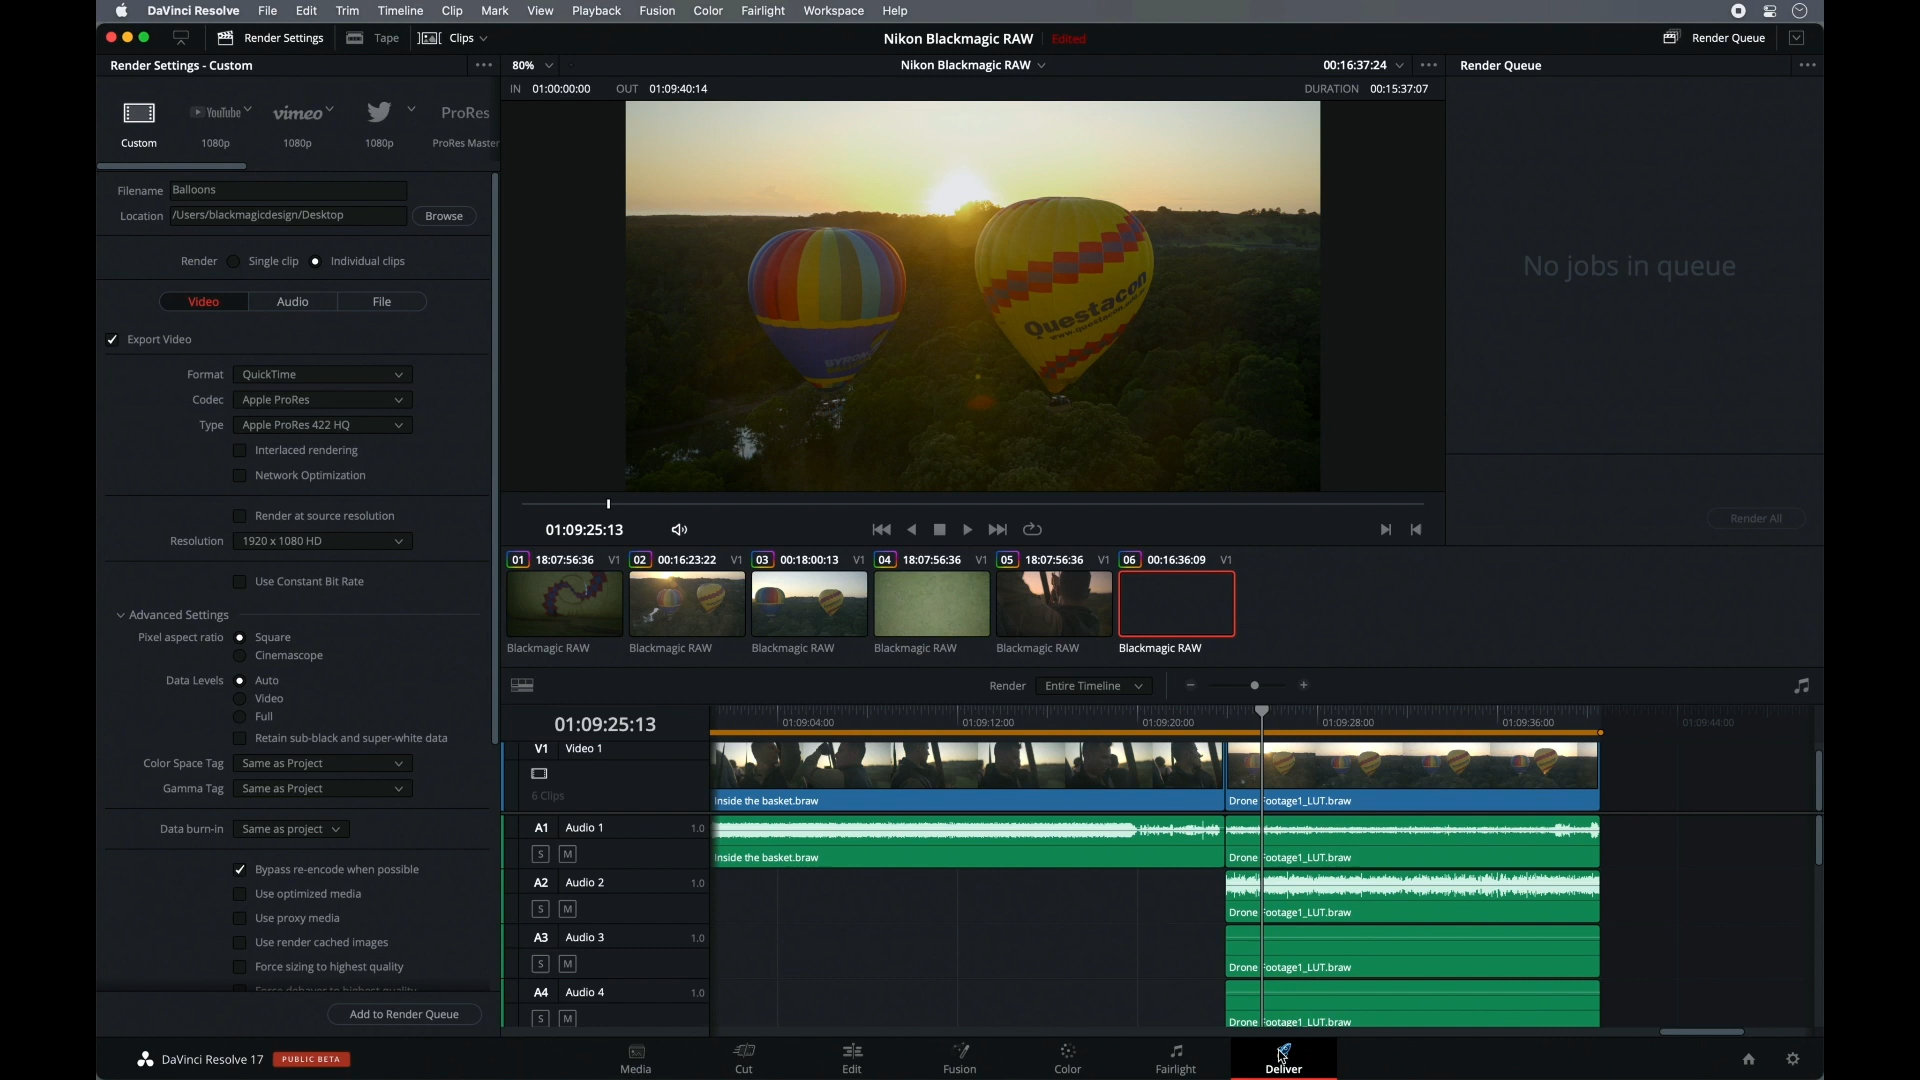 DaVinci Resolve File Edit Trim Timeline Clip Mark View Playback Fusion Color Fairlight Workspace Help
Render Settings Tape Clips
Nikon Blackmagic RAW Edited
Render Queue
Render Settings - Custom
80%
Nikon Blackmagic RAW
00:16:37:24
Render Queue
IN 01:00:00:00 OUT 01:09:40:14
DURATION 00:15:37:07
YouTube vimeo ProRes
Custom 1080p 1080p 1080p ProRes Master
Filename Balloons
Location /Users/blackmagicdesign/Desktop Browse
Render Single clip Individual clips
Video Audio File
Export Video
Format QuickTime
Codec Apple ProRes
Type Apple ProRes 422 HQ
Interlaced rendering
Network Optimization
Render at source resolution
Resolution 1920 x 1080 HD
Use Constant Bit Rate
Advanced Settings
Pixel aspect ratio Square
Cinemascope
Data Levels Auto
Video
Full
Retain sub-black and super-white data
Color Space Tag Same as Project
Gamma Tag Same as Project
Data burn-in Same as project
Bypass re-encode when possible
Use optimized media
Use proxy media
Use render cached images
Force sizing to highest quality
Force debayer to highest quality
Add to Render Queue
Questacon
No jobs in queue
Render All
01:09:25:13
01 18:07:56:36 V1 02 00:16:23:22 V1 03 00:18:00:13 V1 04 18:07:56:36 V1 05 18:07:56:36 V1 06 00:16:36:09 V1
Blackmagic RAW Blackmagic RAW Blackmagic RAW Blackmagic RAW Blackmagic RAW Blackmagic RAW
Render Entire Timeline
01:09:25:13
01:09:04:00 01:09:12:00 01:09:20:00 01:09:28:00 01:09:36:00 01:09:44:00
V1 Video 1
6 Clips
Inside the basket.braw Drone Footage1_LUT.braw
A1 Audio 1 1.0
S M
Inside the basket.braw Drone Footage1_LUT.braw
A2 Audio 2 1.0
S M
Drone Footage1_LUT.braw
A3 Audio 3 1.0
S M
Drone Footage1_LUT.braw
A4 Audio 4 1.0
S M
Drone Footage1_LUT.braw
DaVinci Resolve 17 PUBLIC BETA
Media Cut Edit Fusion Color Fairlight Deliver